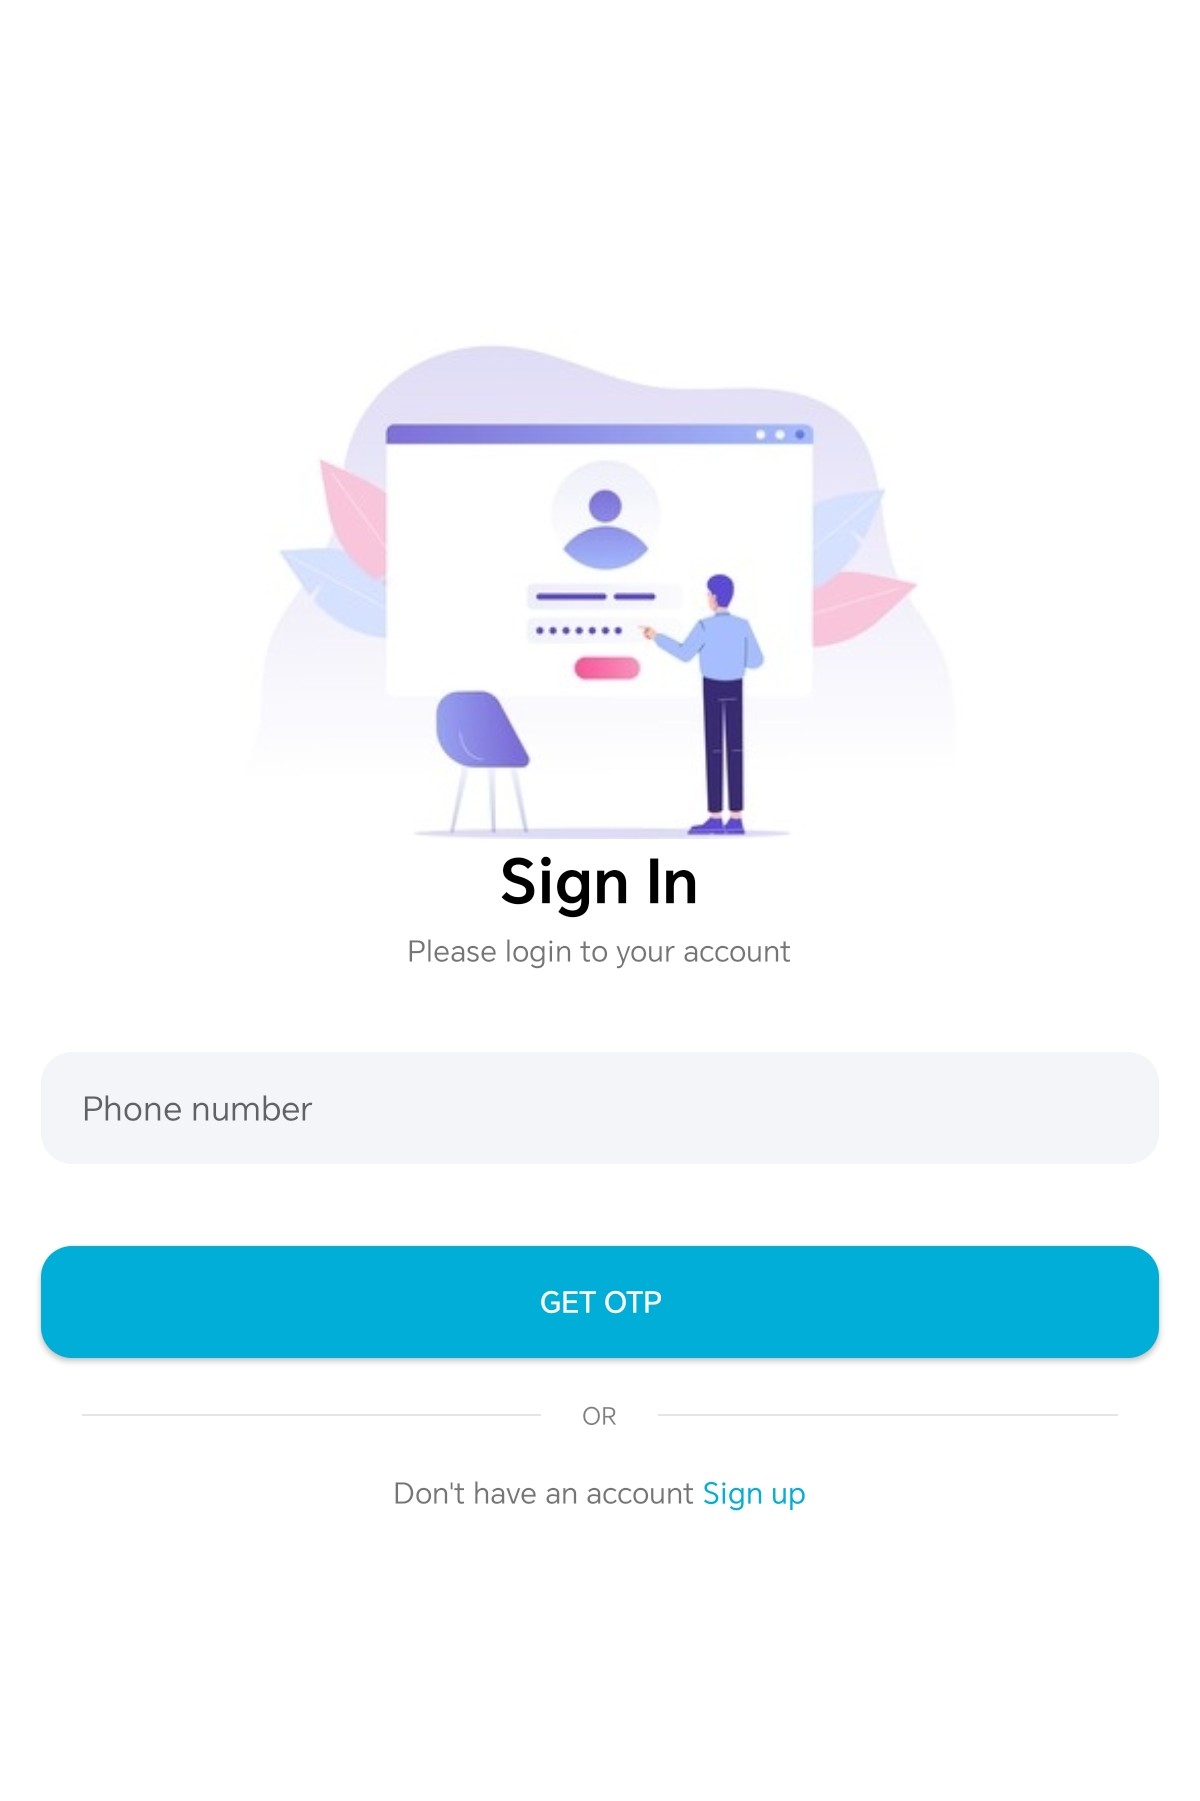 Sign In
Please login to your account
Phone number
GET OTP
OR
Don't have an account Sign up